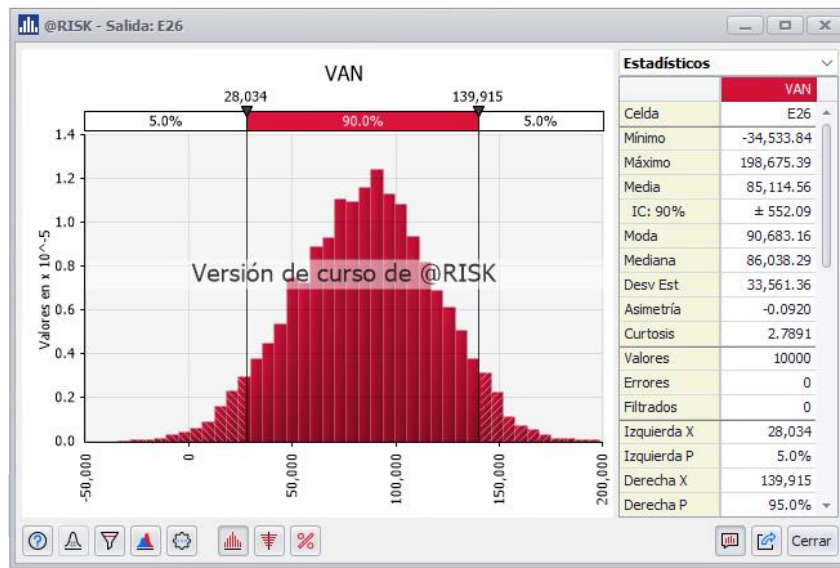 @RISK - Salida: E26
VAN
28,034 139,915
5.0% 90.0% 5.0%
1.4
1.2
1.0
0.8
0.6
0.4
0.2
0.0
Valores en x 10^-5
-50,000 0 50,000 100,000 150,000 200,000
Versión de curso de @RISK
Estadísticos
VAN
Celda E26
Mínimo -34,533.84
Máximo 198,675.39
Media 85,114.56
IC: 90% ± 552.09
Moda 90,683.16
Mediana 86,038.29
Desv Est 33,561.36
Asimetría -0.0920
Curtosis 2.7891
Valores 10000
Errores 0
Filtrados 0
Izquierda X 28,034
Izquierda P 5.0%
Derecha X 139,915
Derecha P 95.0%
Cerrar